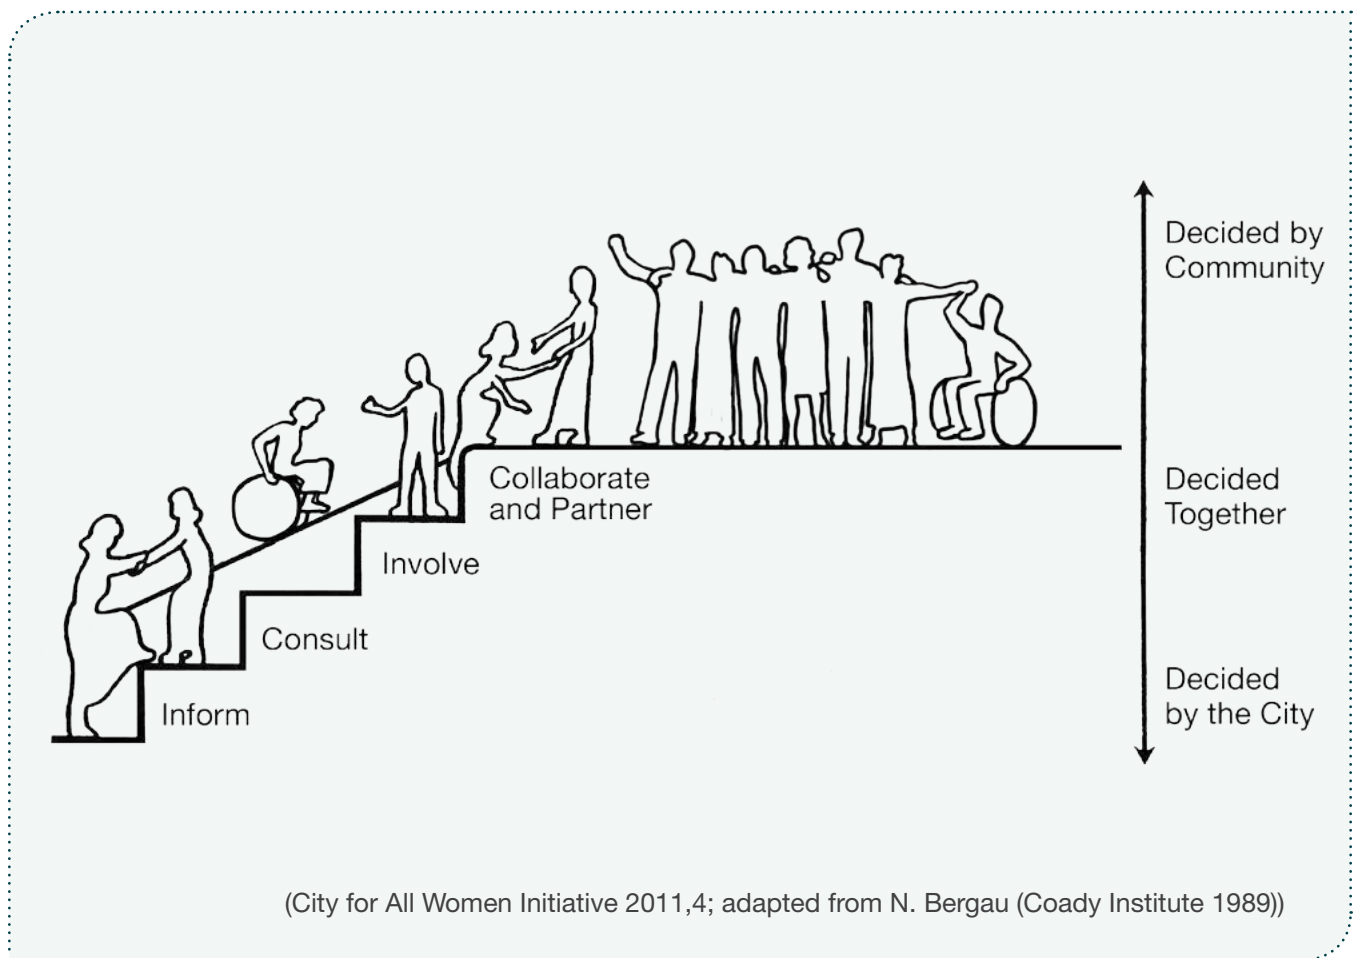 Decided by
Community
Collaborate
and Partner
Decided
Together
Involve
Consult
Inform
Decided
by the City
(City for All Women Initiative 2011,4; adapted from N. Bergau (Coady Institute 1989))